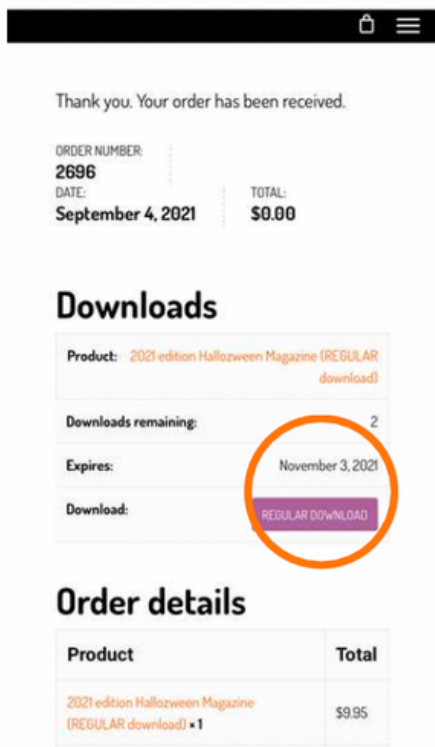 Thank you. Your order has been received.
ORDER NUMBER:
2696
DATE:
September 4, 2021
TOTAL:
$0.00
Downloads
Product: 2021 edition Hallozween Magazine (REGULAR
download)
Downloads remaining: 2
Expires: November 3, 2021
Download: REGULAR DOWNLOAD
Order details
Product Total
2021 edition Hallozween Magazine
(REGULAR download) × 1 $9.95